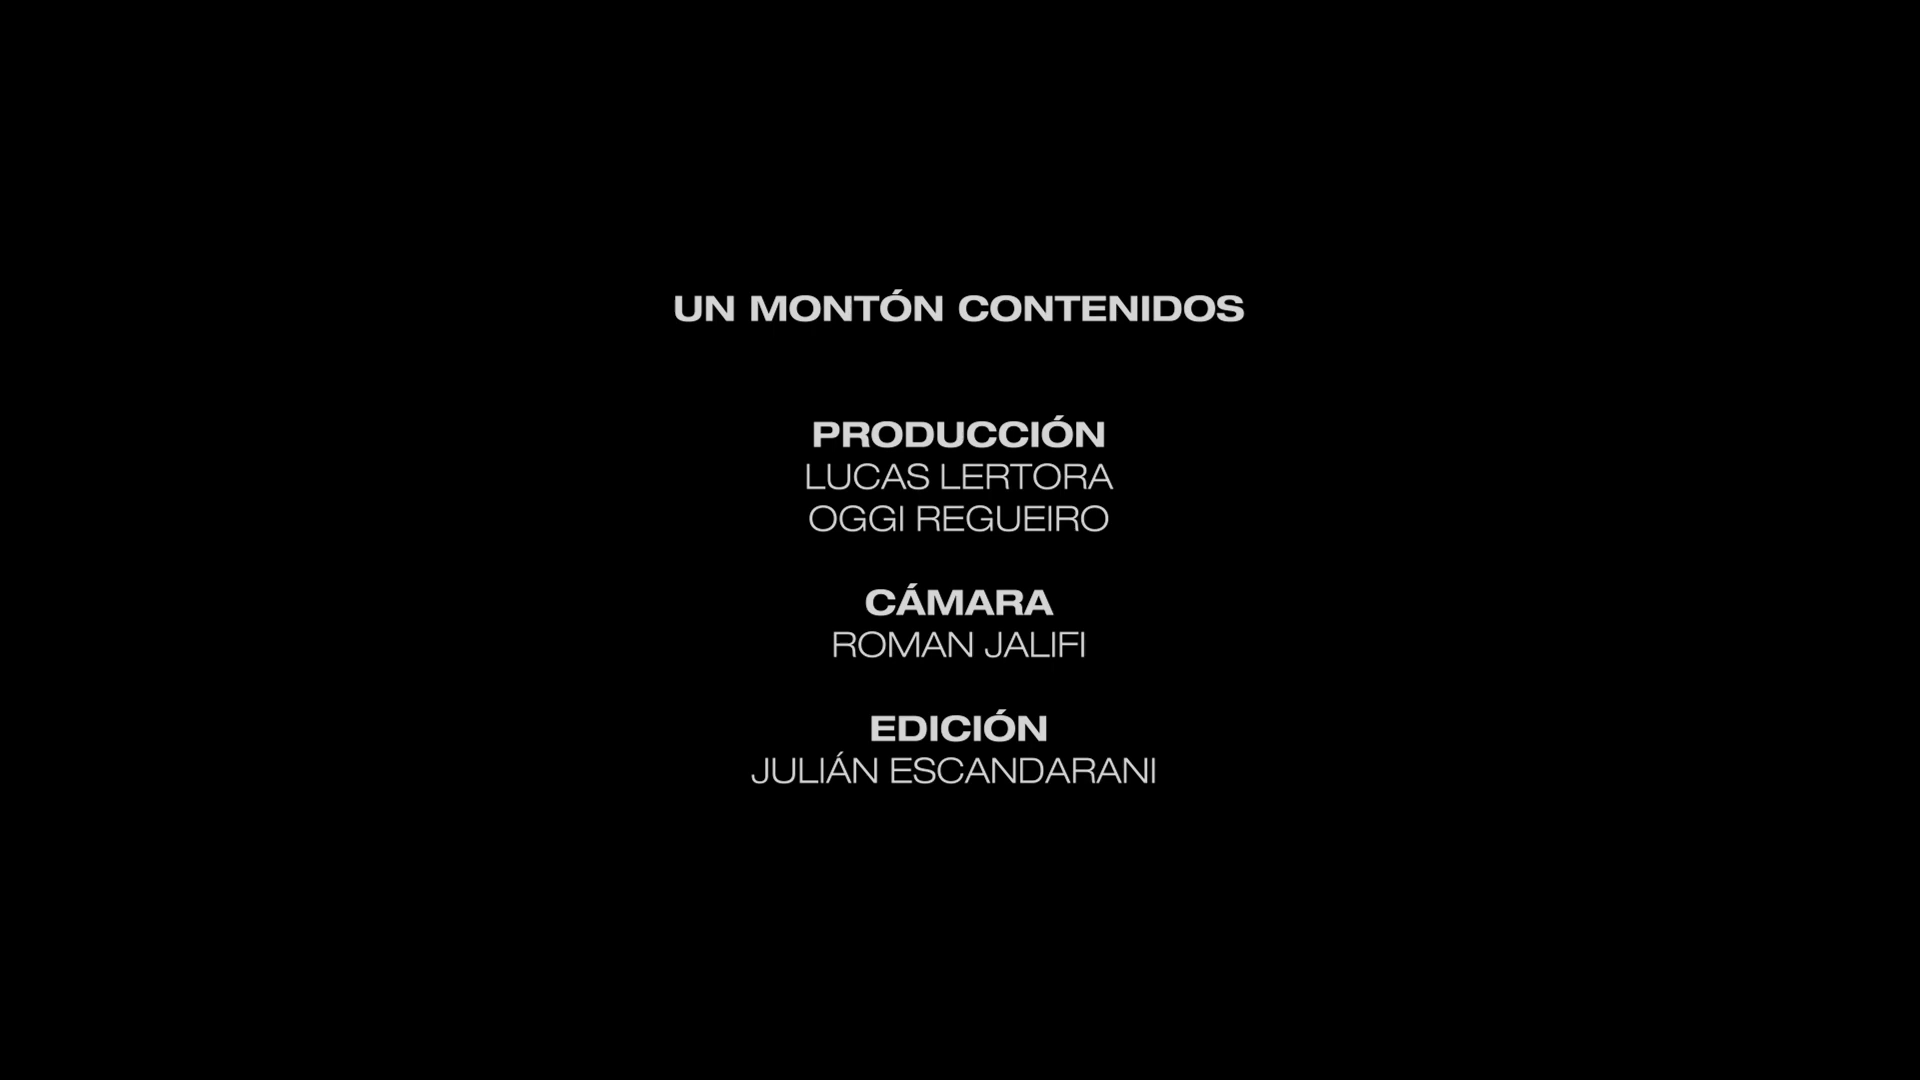 UN MONTÓN CONTENIDOS
PRODUCCIÓN
LUCAS LERTORA
OGGI REGUEIRO
CÁMARA
ROMAN JALIFI
EDICIÓN
JULIÁN ESCANDARANI